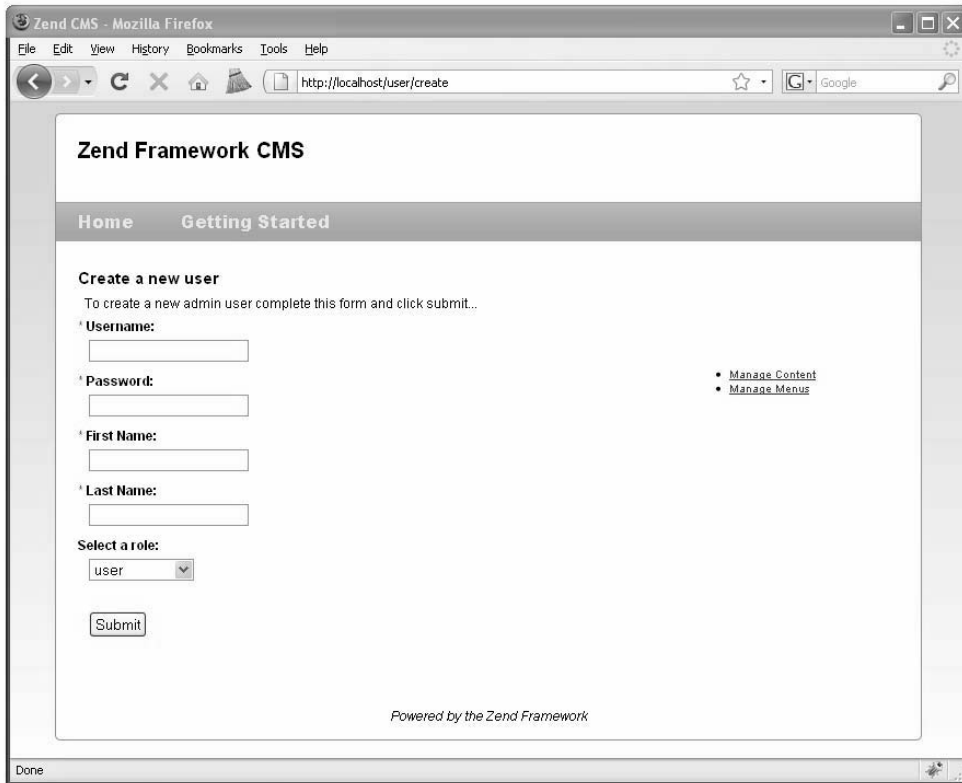 Zend CMS - Mozilla Firefox
File Edit View History Bookmarks Tools Help
http://localhost/user/create
G Google
Zend Framework CMS
Home Getting Started
Create a new user
To create a new admin user complete this form and click submit...
* Username:
* Password:
Manage Content
Manage Menus
* First Name:
* Last Name:
Select a role:
user
Submit
Powered by the Zend Framework
Done